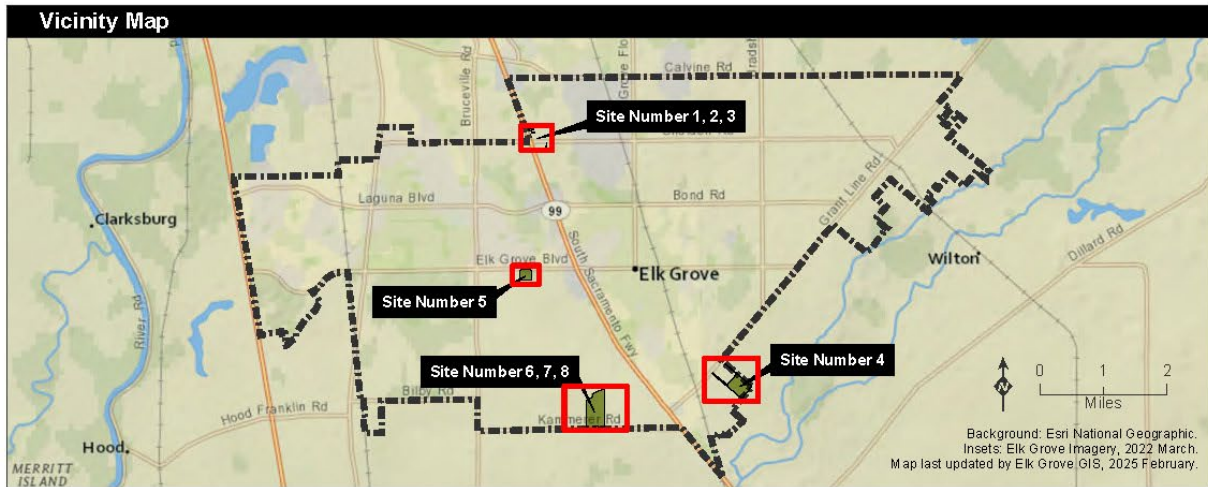 Vicinity Map
Calvine Rd
Bruceville Rd
Grove Flo
Bradsh
Site Number 1, 2, 3
Laguna Blvd
Bond Rd
Grant Line Rd
Clarksburg
99
South Sacramento Fwy
Dillard Rd
Wilton
Elk Grove Blvd
Elk Grove
Site Number 5
River Rd
Site Number 6, 7, 8
Site Number 4
N
0 1 2
Miles
Bilby Rd
Hood Franklin Rd
Kammerer Rd
Hood
MERRITT
ISLAND
Background: Esri National Geographic.
Insets: Elk Grove Imagery, 2022 March.
Map last updated by Elk Grove GIS, 2025 February.